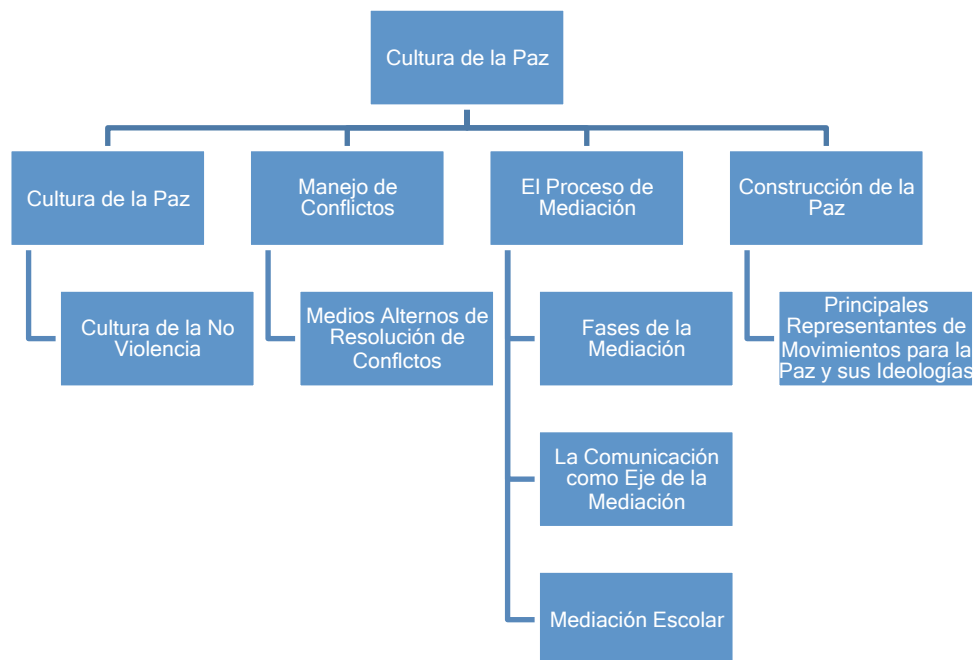 Cultura de la Paz
Cultura de la Paz
Manejo de
Conflictos
El Proceso de
Mediación
Construcción de la
Paz
Cultura de la No
Violencia
Medios Alternos de
Resolución de
Conflctos
Fases de la
Mediación
Principales
Representantes de
Movimientos para la
Paz y sus Ideologías
La Comunicación
como Eje de la
Mediación
Mediación Escolar